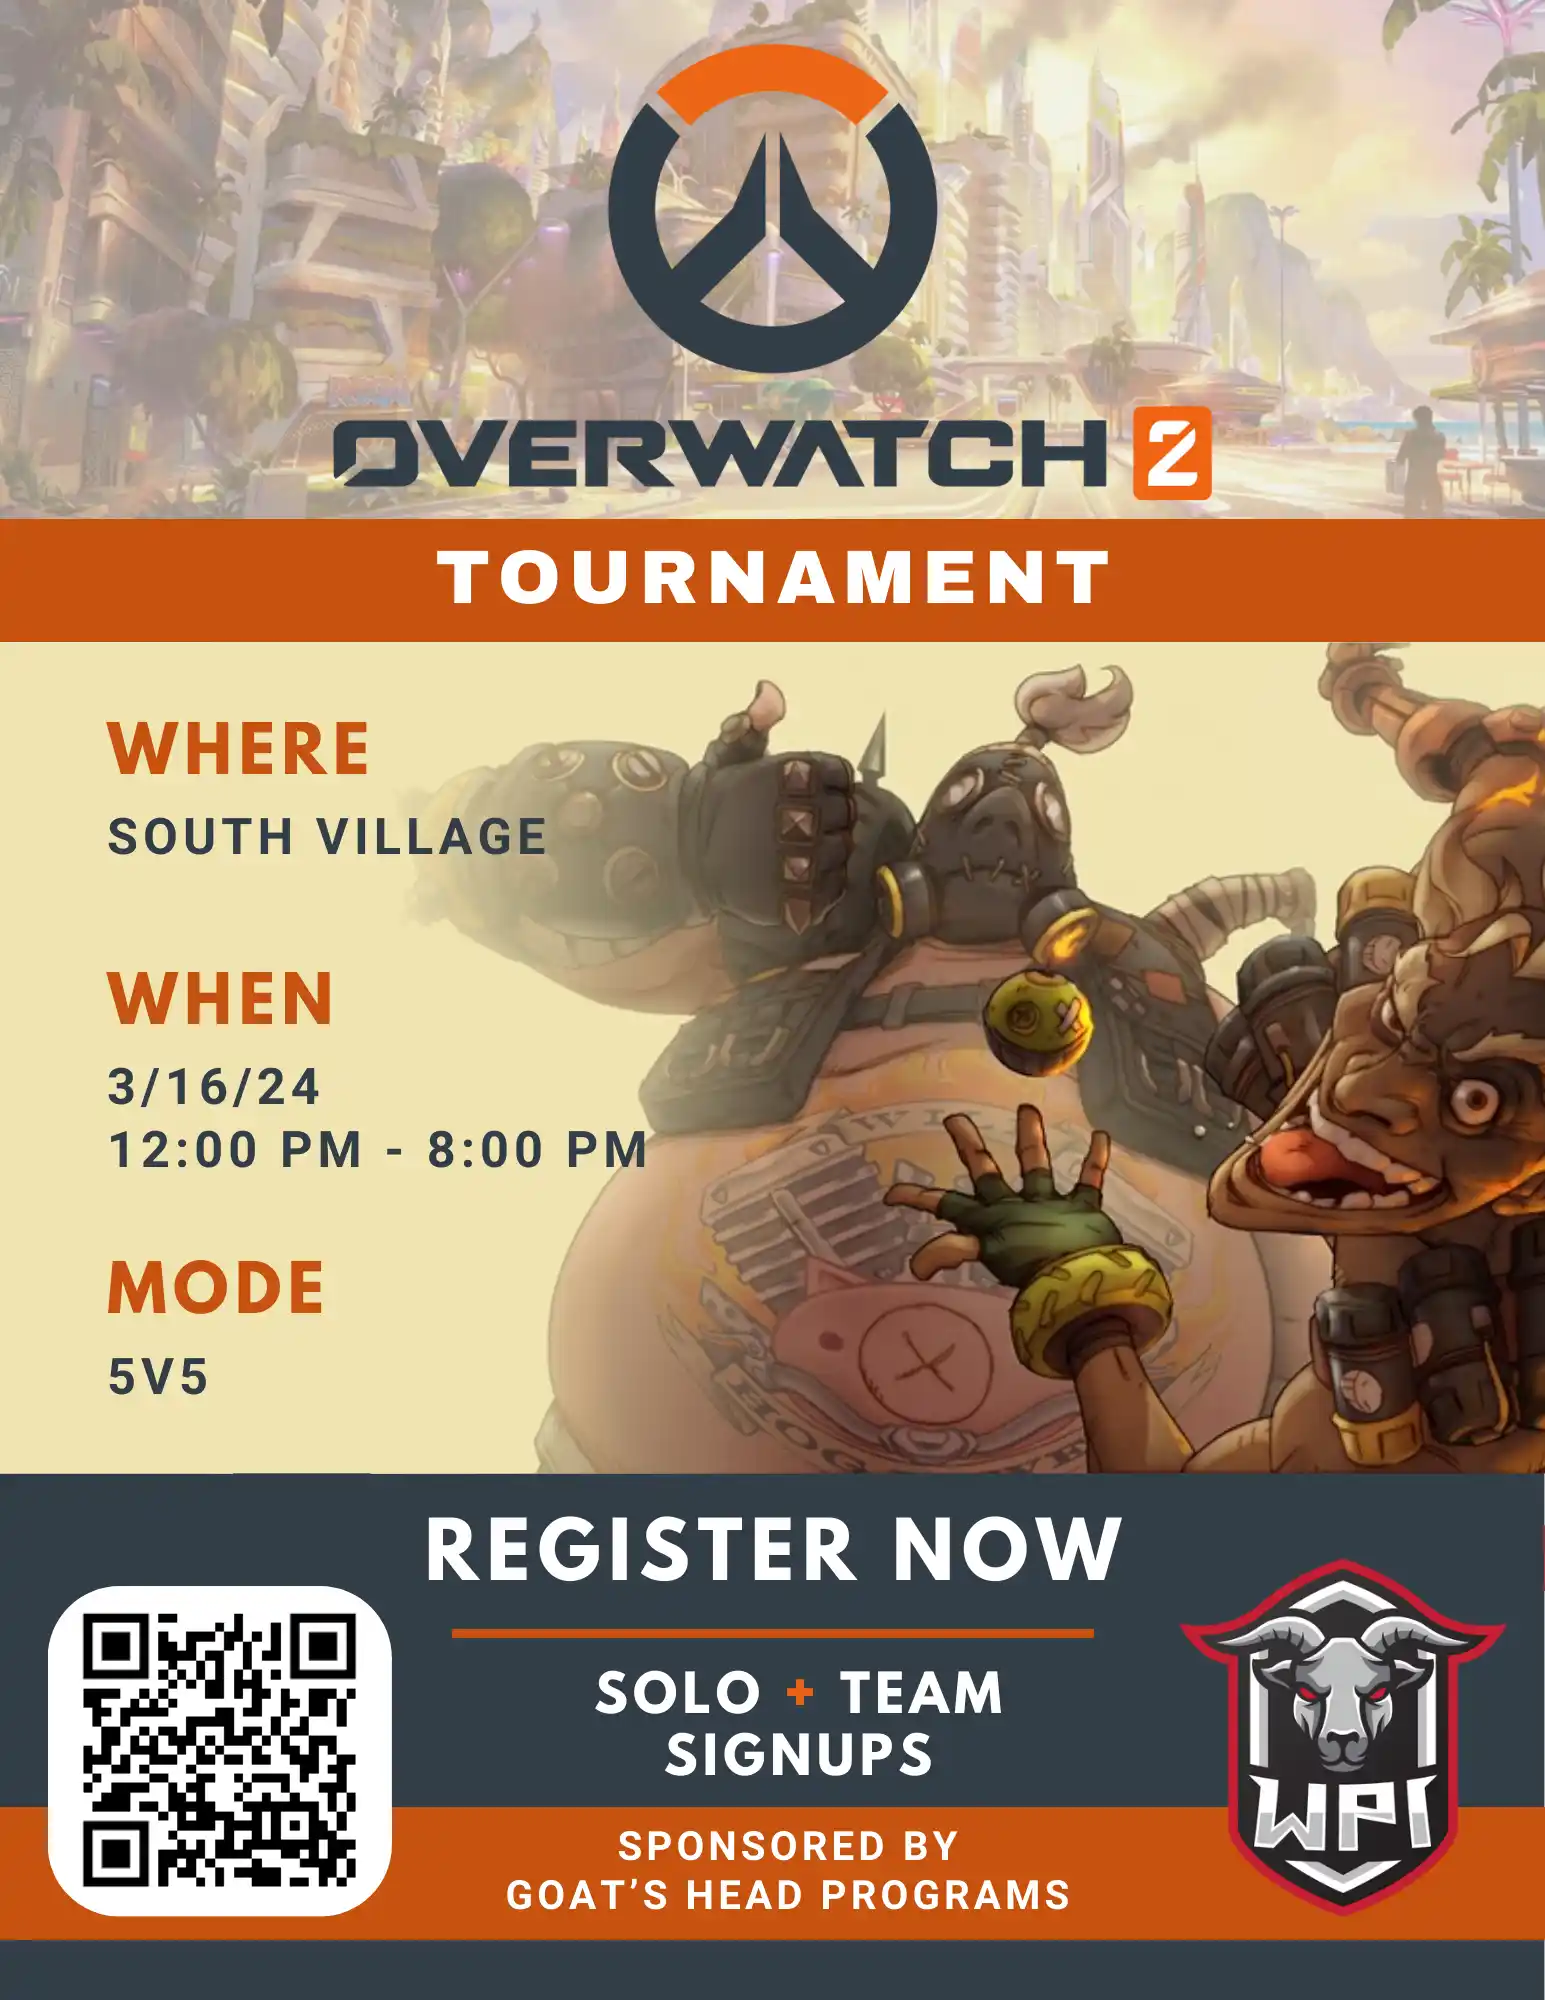 OVERWATCH 2
TOURNAMENT
WHERE
SOUTH VILLAGE
WHEN
3/16/24
12:00 PM - 8:00 PM
MODE
5V5
REGISTER NOW
SOLO + TEAM
SIGNUPS
WPI
SPONSORED BY
GOAT'S HEAD PROGRAMS